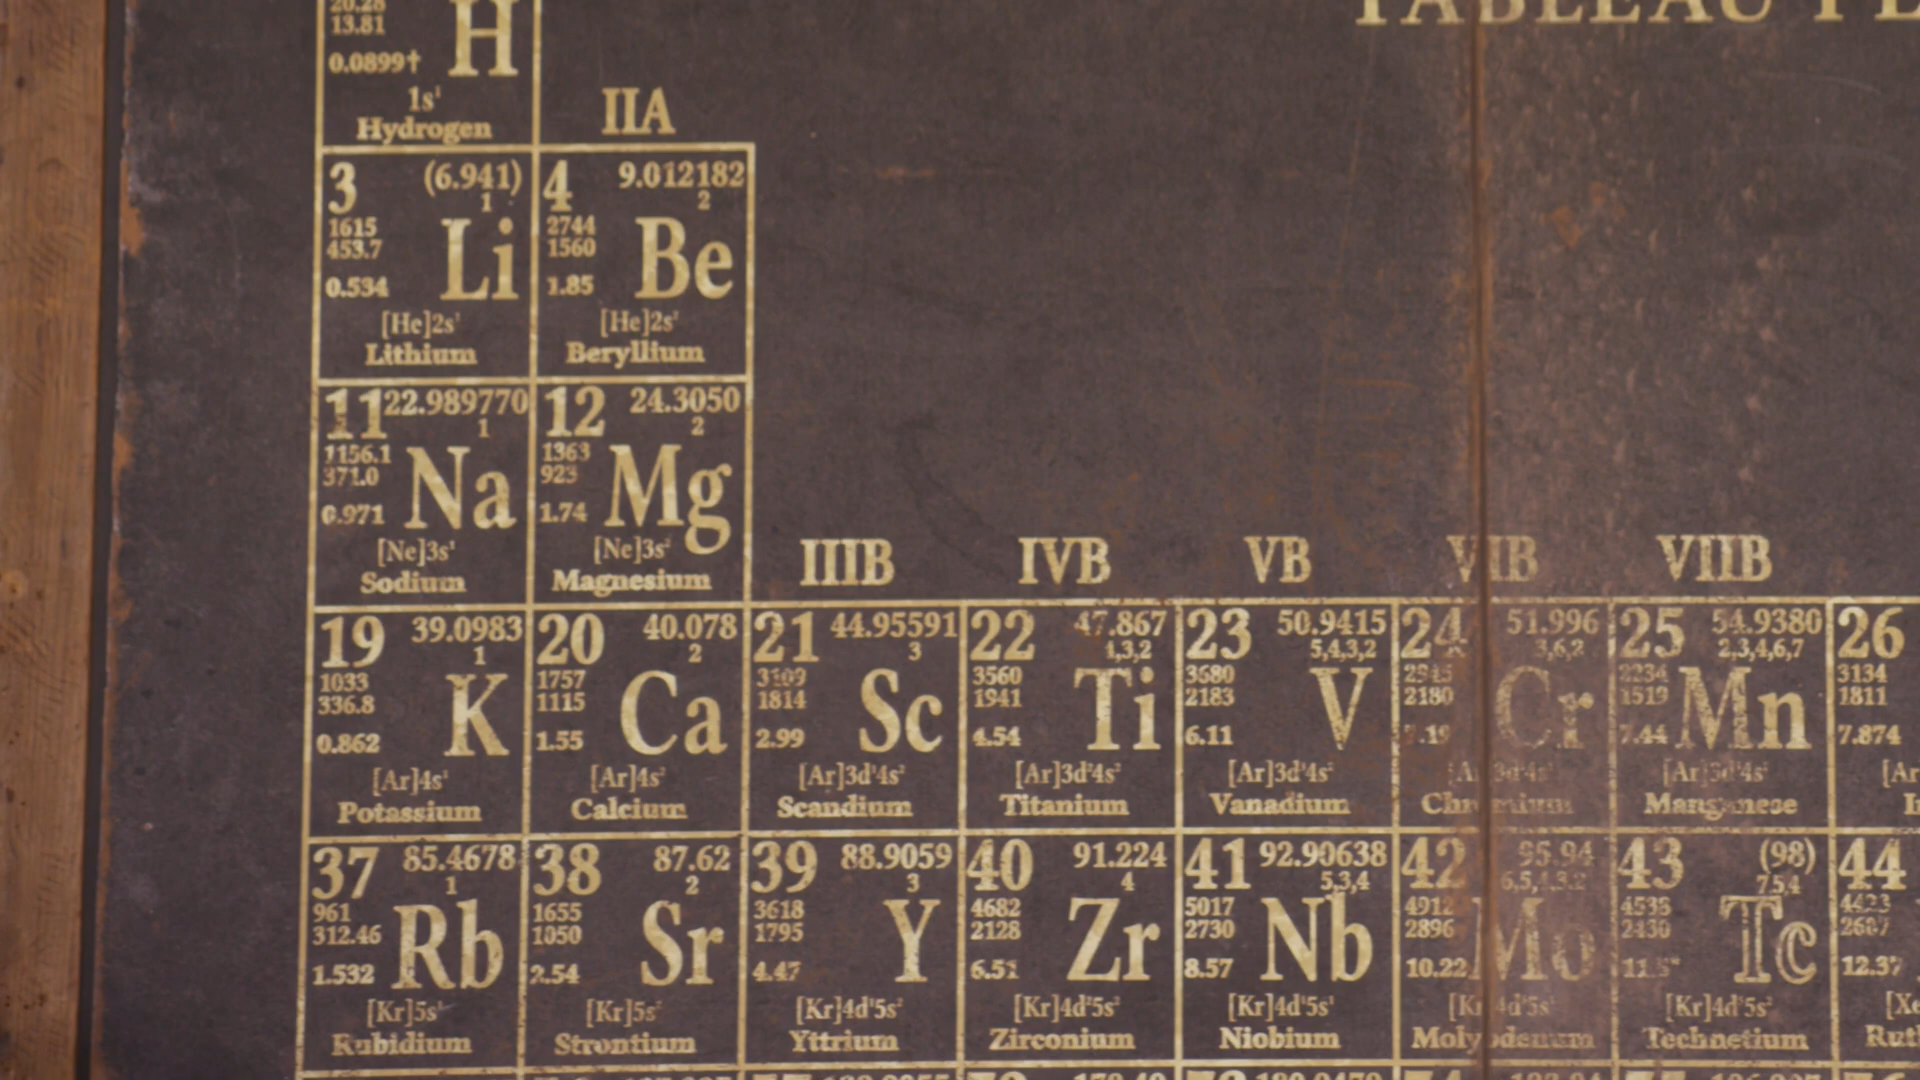 TABLEAU
20.28
13.81
0.0899†
H
1s¹
Hydrogen
IIA
3 (6.941)
1
1615
453.7
0.534
Li
[He]2s¹
Lithium
4 9.012182
2
2744
1560
1.85
Be
[He]2s²
Beryllium
11 22.989770
1
1156.1
371.0
0.971
Na
[Ne]3s¹
Sodium
12 24.3050
2
1363
923
1.74
Mg
[Ne]3s²
Magnesium
IIIB IVB VB VIB VIIB
19 39.0983
1
1033
336.8
0.862
K
[Ar]4s¹
Potassium
20 40.078
2
1757
1115
1.55
Ca
[Ar]4s²
Calcium
21 44.95591
3
3109
1814
2.99
Sc
[Ar]3d¹4s²
Scandium
22 47.867
4,3,2
3560
1941
4.54
Ti
[Ar]3d²4s²
Titanium
23 50.9415
5,4,3,2
3680
2183
6.11
V
[Ar]3d³4s²
Vanadium
24 51.996
3,6,2
2180
Cr
Chromium
25 54.9380
2,3,4,6,7
2234
1519
7.44
Mn
Manganese
26
3134
1811
7.874
37 85.4678
1
961
312.46
1.532
Rb
[Kr]5s¹
Rubidium
38 87.62
2
1655
1050
2.54
Sr
[Kr]5s²
Strontium
39 88.9059
3
3618
1795
4.47
Y
[Kr]4d¹5s²
Yttrium
40 91.224
4
4682
2128
6.51
Zr
[Kr]4d²5s²
Zirconium
41 92.90638
5,3,4
5017
2730
8.57
Nb
[Kr]4d⁴5s¹
Niobium
42 95.94
4912
2896
10.22
Mo
Molybdenum
43 (98)
7,5,4
4538
2430
11.5*
Tc
[Kr]4d⁵5s²
Technetium
44
12.37